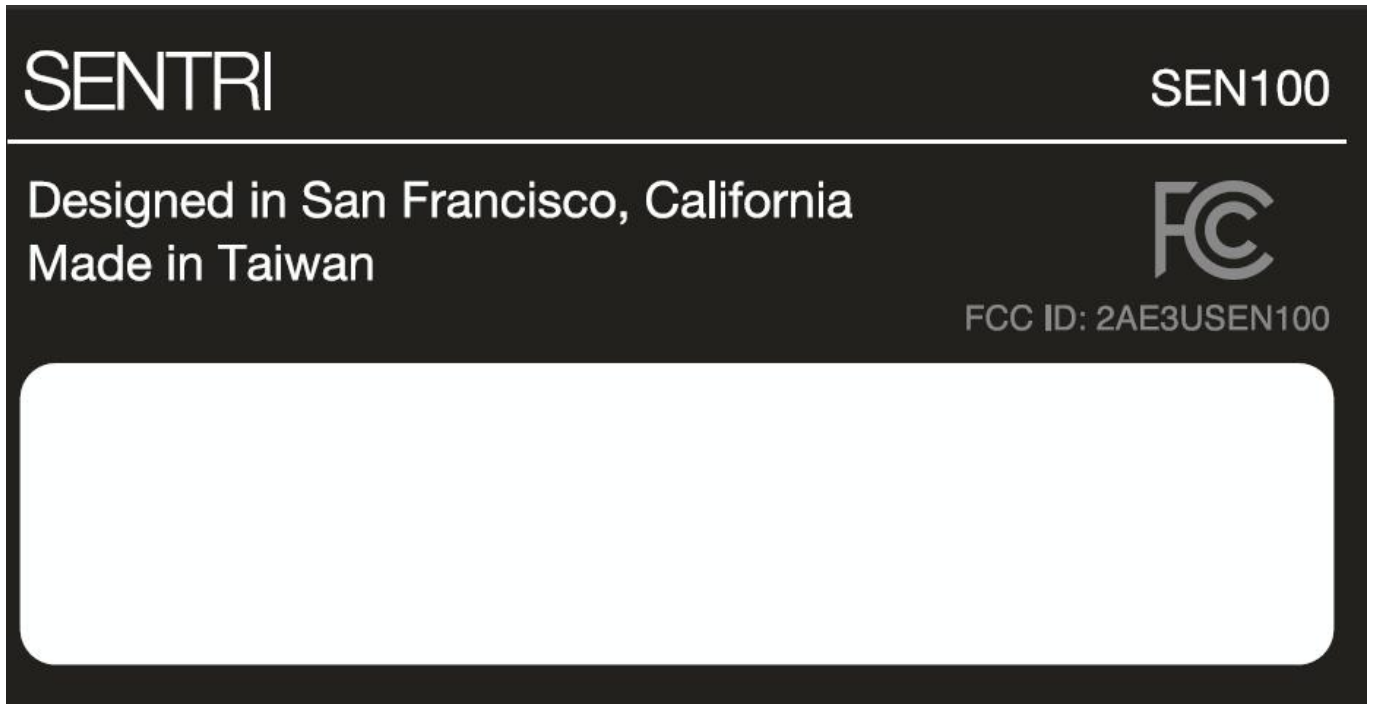 SENTRI
SEN100
Designed in San Francisco, California
Made in Taiwan
FC
FCC ID: 2AE3USEN100